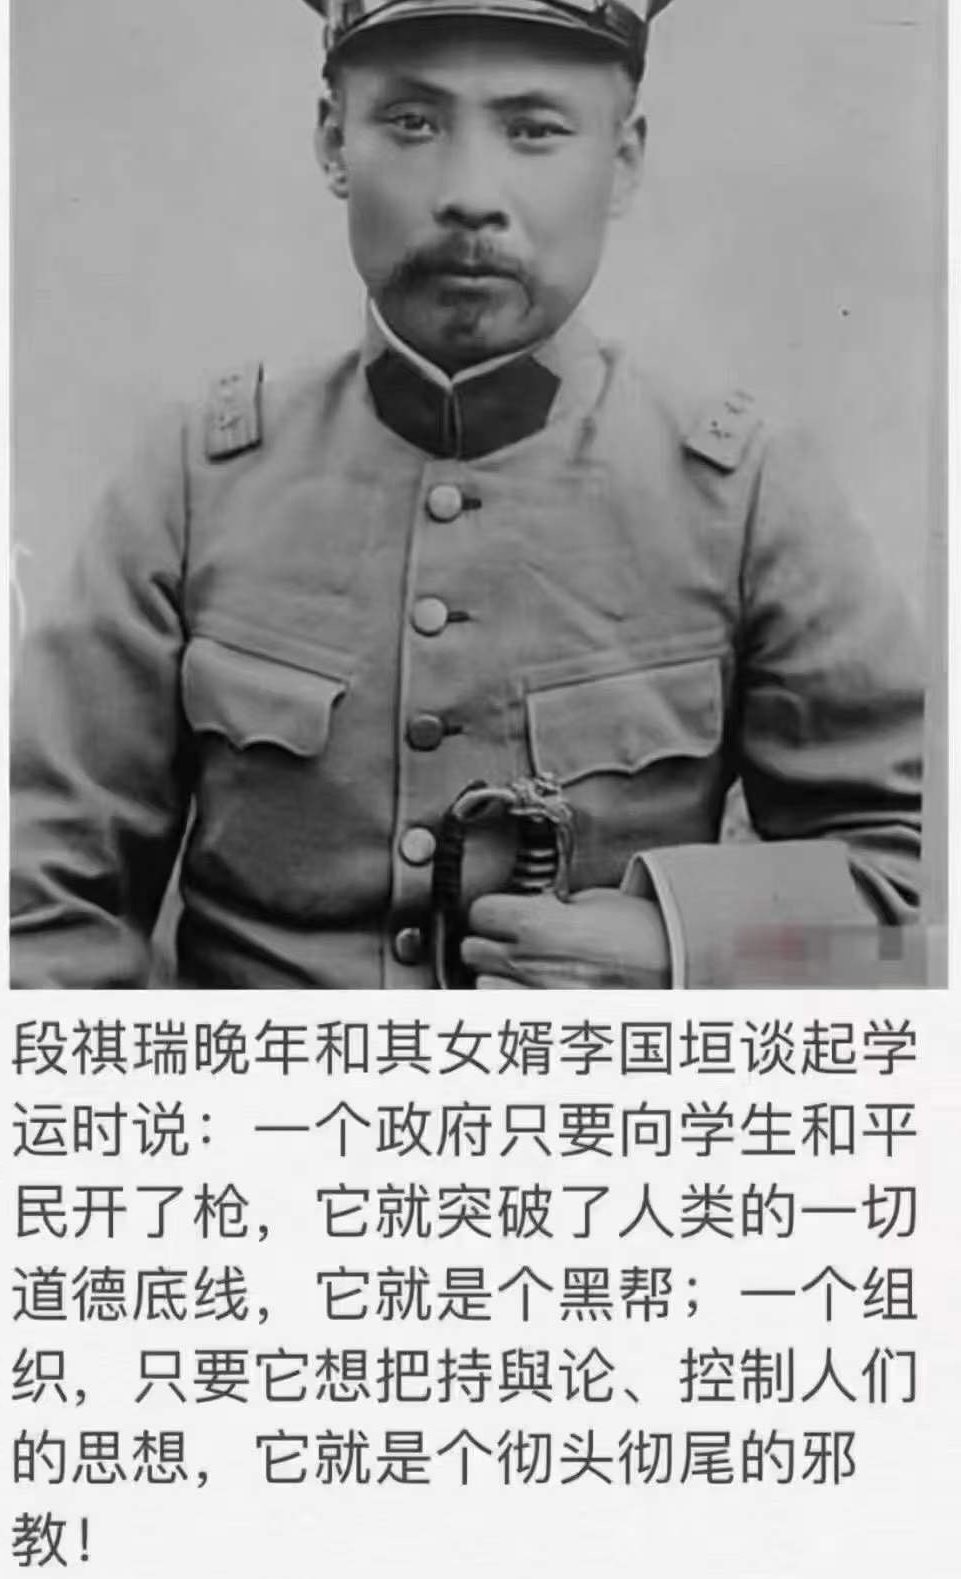 段祺瑞晚年和其女婿李国垣谈起学
运时说：一个政府只要向学生和平
民开了枪，它就突破了人类的一切
道德底线，它就是个黑帮；一个组
织，只要它想把持舆论、控制人们
的思想，它就是个彻头彻尾的邪
教！